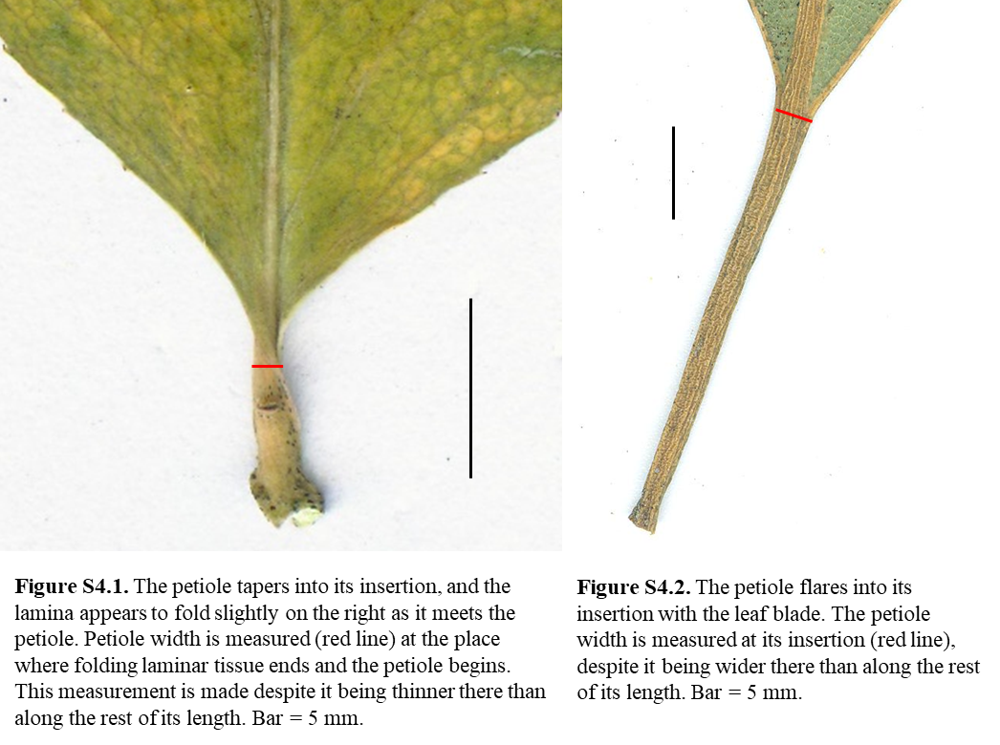 Figure S4.1. The petiole tapers into its insertion, and the
lamina appears to fold slightly on the right as it meets the
petiole. Petiole width is measured (red line) at the place
where folding laminar tissue ends and the petiole begins.
This measurement is made despite it being thinner there than
along the rest of its length. Bar = 5 mm.
Figure S4.2. The petiole flares into its
insertion with the leaf blade. The petiole
width is measured at its insertion (red line),
despite it being wider there than along the rest
of its length. Bar = 5 mm.